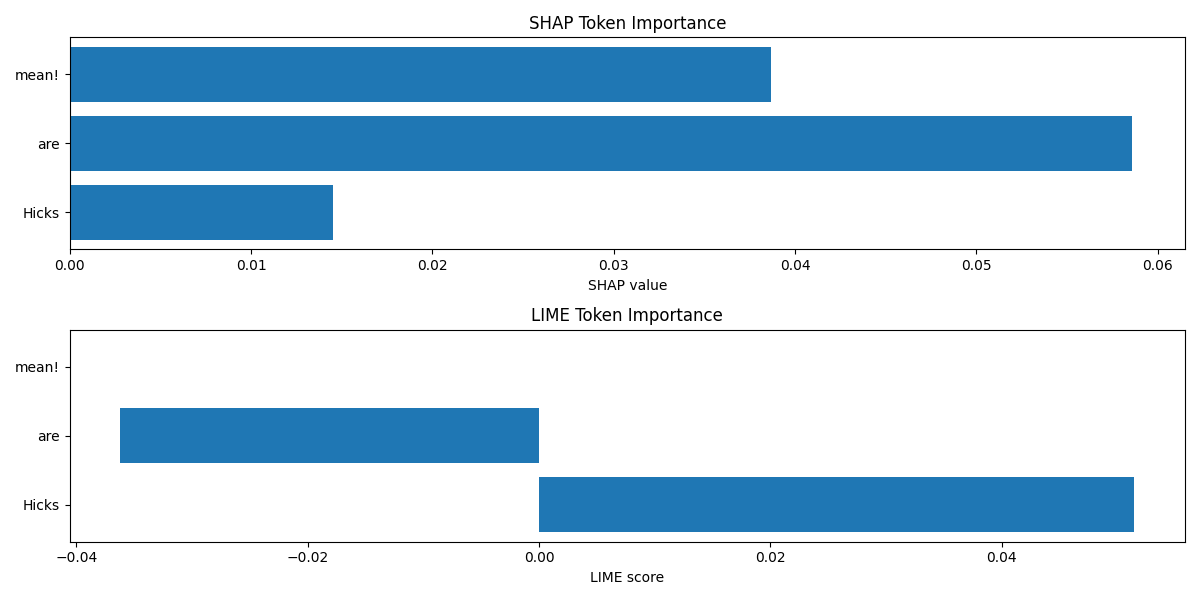 SHAP Token Importance
mean!
are
Hicks
0.00 0.01 0.02 0.03 0.04 0.05 0.06
SHAP value
LIME Token Importance
mean!
are
Hicks
−0.04 −0.02 0.00 0.02 0.04
LIME score